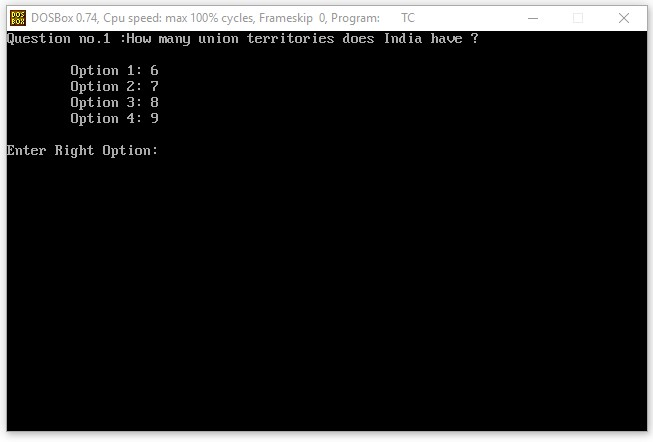 DOSBox 0.74, Cpu speed: max 100% cycles, Frameskip 0, Program: TC
Question no.1 :How many union territories does India have ?
Option 1: 6
Option 2: 7
Option 3: 8
Option 4: 9
Enter Right Option: